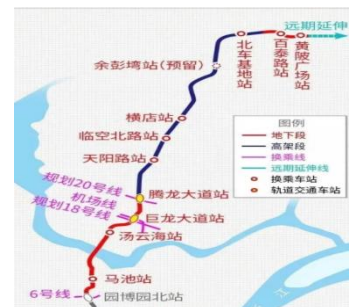 远期延伸
北车基地站
百泰路站
黄陂广场站
余彭湾站(预留)
横店站
临空北路站
天阳路站
规划20号线
机场线
规划18号线
腾龙大道站
巨龙大道站
汤云海站
马池站
6号线
园博园北站
图例
地下段
高架段
换乘线
远期延伸线
换乘车站
轨道交通车站